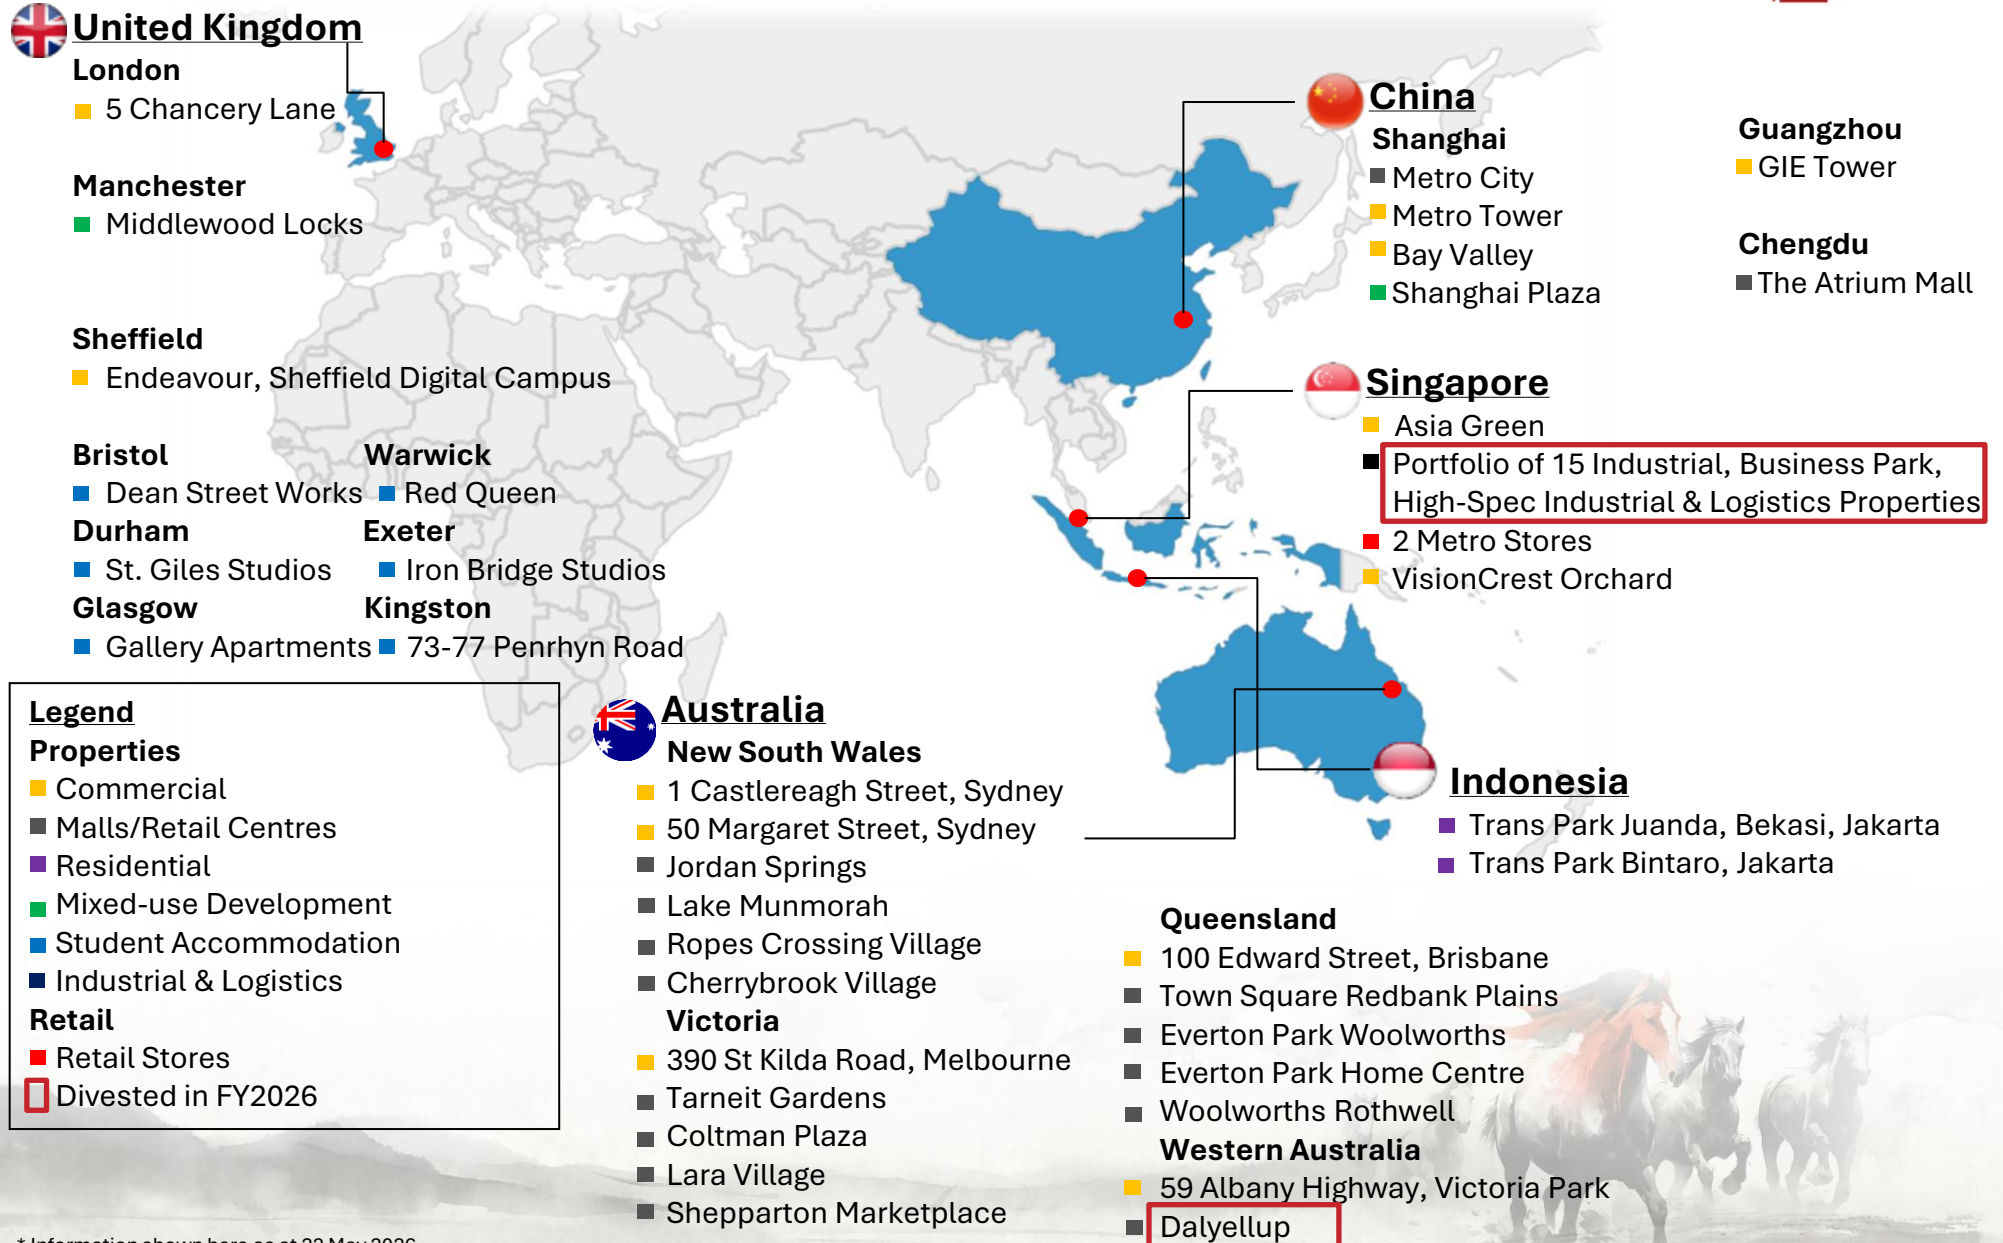 United Kingdom
London
5 Chancery Lane
Manchester
Middlewood Locks
Sheffield
Endeavour, Sheffield Digital Campus
Bristol
Dean Street Works
Warwick
Red Queen
Durham
St. Giles Studios
Exeter
Iron Bridge Studios
Glasgow
Gallery Apartments
Kingston
73-77 Penrhyn Road
China
Shanghai
Metro City
Metro Tower
Bay Valley
Shanghai Plaza
Guangzhou
GIE Tower
Chengdu
The Atrium Mall
Singapore
Asia Green
Portfolio of 15 Industrial, Business Park,
High-Spec Industrial & Logistics Properties
2 Metro Stores
VisionCrest Orchard
Indonesia
Trans Park Juanda, Bekasi, Jakarta
Trans Park Bintaro, Jakarta
Legend
Properties
Commercial
Malls/Retail Centres
Residential
Mixed-use Development
Student Accommodation
Industrial & Logistics
Retail
Retail Stores
Divested in FY2026
Australia
New South Wales
1 Castlereagh Street, Sydney
50 Margaret Street, Sydney
Jordan Springs
Lake Munmorah
Ropes Crossing Village
Cherrybrook Village
Victoria
390 St Kilda Road, Melbourne
Tarneit Gardens
Coltman Plaza
Lara Village
Shepparton Marketplace
Queensland
100 Edward Street, Brisbane
Town Square Redbank Plains
Everton Park Woolworths
Everton Park Home Centre
Woolworths Rothwell
Western Australia
59 Albany Highway, Victoria Park
Dalyellup
* Information shown here as at 22 May 2026